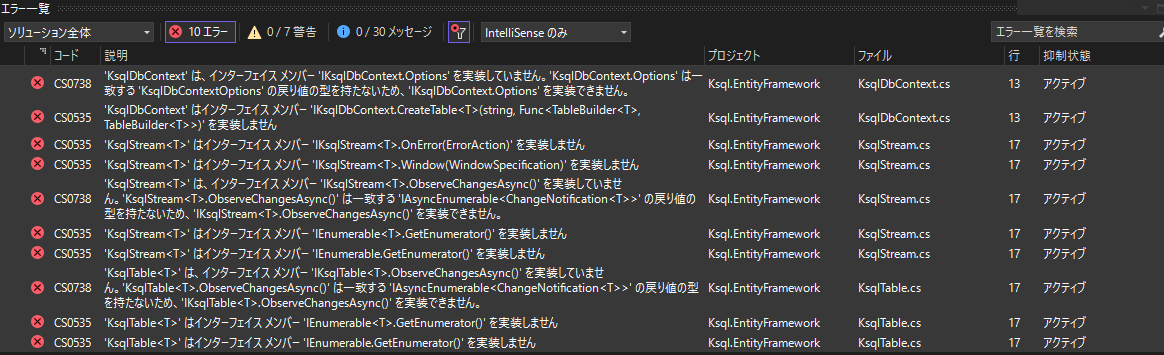 エラー一覧
ソリューション全体 10 エラー 0 / 7 警告 0 / 30 メッセージ IntelliSense のみ エラー一覧を検索
コード 説明 プロジェクト ファイル 行 抑制状態
CS0738 'KsqlDbContext' は、インターフェイス メンバー 'IKsqlDbContext.Options' を実装していません。'KsqlDbContext.Options' は一 Ksql.EntityFramework KsqlDbContext.cs 13 アクティブ
致する 'KsqlDbContextOptions' の戻り値の型を持たないため、'IKsqlDbContext.Options' を実装できません。
CS0535 'KsqlDbContext' はインターフェイス メンバー 'IKsqlDbContext.CreateTable<T>(string, Func<TableBuilder<T>, Ksql.EntityFramework KsqlDbContext.cs 13 アクティブ
TableBuilder<T>>)' を実装しません
CS0535 'KsqlStream<T>' はインターフェイス メンバー 'IKsqlStream<T>.OnError(ErrorAction)' を実装しません Ksql.EntityFramework KsqlStream.cs 17 アクティブ
CS0535 'KsqlStream<T>' はインターフェイス メンバー 'IKsqlStream<T>.Window(WindowSpecification)' を実装しません Ksql.EntityFramework KsqlStream.cs 17 アクティブ
CS0738 'KsqlStream<T>' は、インターフェイス メンバー 'IKsqlStream<T>.ObserveChangesAsync()' を実装していませ Ksql.EntityFramework KsqlStream.cs 17 アクティブ
ん。'KsqlStream<T>.ObserveChangesAsync()' は一致する 'IAsyncEnumerable<ChangeNotification<T>>' の戻り値の
型を持たないため、'IKsqlStream<T>.ObserveChangesAsync()' を実装できません。
CS0535 'KsqlStream<T>' はインターフェイス メンバー 'IEnumerable<T>.GetEnumerator()' を実装しません Ksql.EntityFramework KsqlStream.cs 17 アクティブ
CS0535 'KsqlStream<T>' はインターフェイス メンバー 'IEnumerable.GetEnumerator()' を実装しません Ksql.EntityFramework KsqlStream.cs 17 アクティブ
CS0738 'KsqlTable<T>' は、インターフェイス メンバー 'IKsqlTable<T>.ObserveChangesAsync()' を実装していませ Ksql.EntityFramework KsqlTable.cs 17 アクティブ
ん。'KsqlTable<T>.ObserveChangesAsync()' は一致する 'IAsyncEnumerable<ChangeNotification<T>>' の戻り値の型
を持たないため、'IKsqlTable<T>.ObserveChangesAsync()' を実装できません。
CS0535 'KsqlTable<T>' はインターフェイス メンバー 'IEnumerable<T>.GetEnumerator()' を実装しません Ksql.EntityFramework KsqlTable.cs 17 アクティブ
CS0535 'KsqlTable<T>' はインターフェイス メンバー 'IEnumerable.GetEnumerator()' を実装しません Ksql.EntityFramework KsqlTable.cs 17 アクティブ